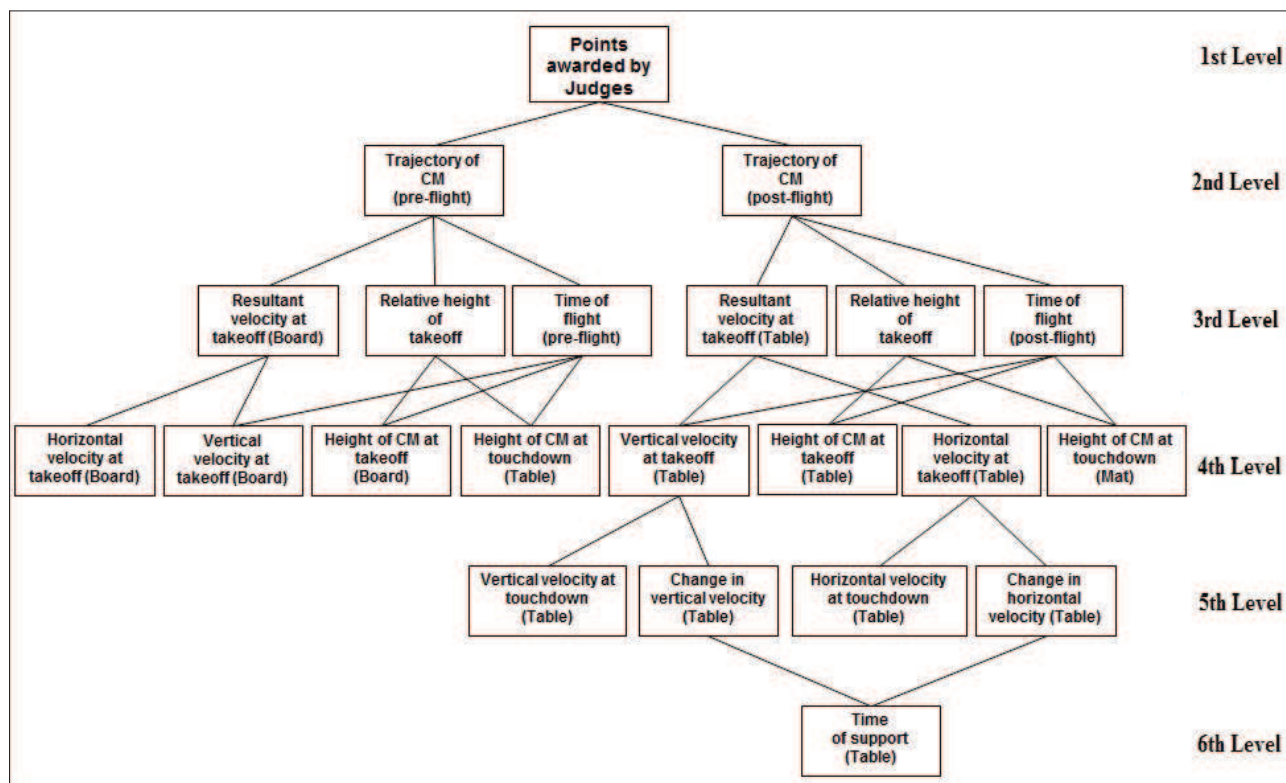 Points
awarded by
Judges
1st Level
Trajectory of
CM
(pre-flight)
Trajectory of
CM
(post-flight)
2nd Level
Resultant
velocity at
takeoff (Board)
Relative height
of
takeoff
Time of
flight
(pre-flight)
Resultant
velocity at
takeoff (Table)
Relative height
of
takeoff
Time of
flight
(post-flight)
3rd Level
Horizontal
velocity at
takeoff (Board)
Vertical
velocity at
takeoff (Board)
Height of CM at
takeoff
(Board)
Height of CM at
touchdown
(Table)
Vertical velocity
at takeoff
(Table)
Height of CM at
takeoff
(Table)
Horizontal
velocity at
takeoff (Table)
Height of CM at
touchdown
(Mat)
4th Level
Vertical velocity at
touchdown
(Table)
Change in
vertical velocity
(Table)
Horizontal velocity
at touchdown
(Table)
Change in
horizontal
velocity (Table)
5th Level
Time
of support
(Table)
6th Level